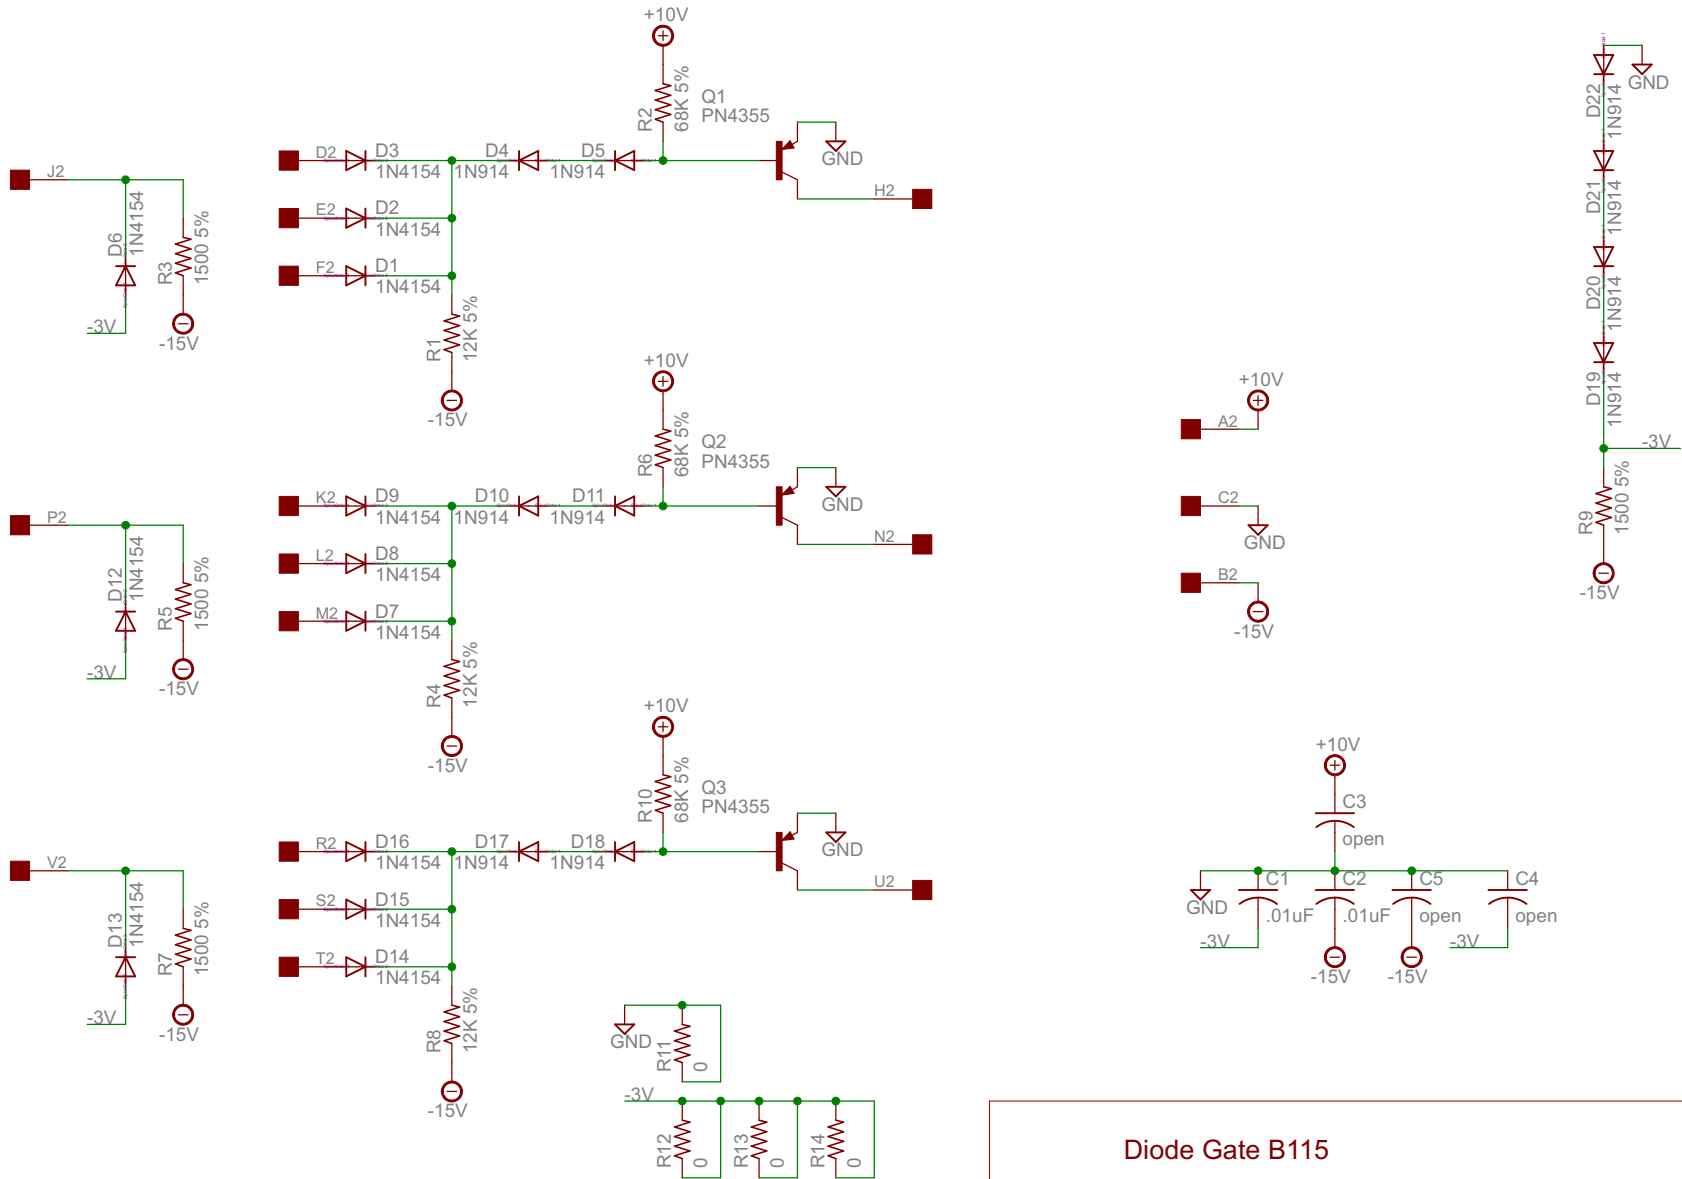 +10V
R2
68K 5%
Q1
PN4355
GND
D2
D3
1N4154
D4
1N914
D5
1N914
H2
E2
D2
1N4154
F2
D1
1N4154
R1
12K 5%
-15V
J2
D6
1N4154
R3
1500 5%
-3V
-15V
+10V
R6
68K 5%
Q2
PN4355
GND
K2
D9
1N4154
D10
1N914
D11
1N914
N2
L2
D8
1N4154
M2
D7
1N4154
R4
12K 5%
-15V
P2
D12
1N4154
R5
1500 5%
-3V
-15V
+10V
R10
68K 5%
Q3
PN4355
GND
R2
D16
1N4154
D17
1N914
D18
1N914
U2
S2
D15
1N4154
T2
D14
1N4154
R8
12K 5%
-15V
V2
D13
1N4154
R7
1500 5%
-3V
-15V
GND
R11
0
-3V
R12
0
R13
0
R14
0
GND
D22
1N914
D21
1N914
D20
1N914
D19
1N914
-3V
R9
1500 5%
-15V
+10V
A2
C2
GND
B2
-15V
+10V
C3
open
GND
C1
.01uF
-3V
C2
.01uF
-15V
C5
open
-15V
C4
open
-3V
Diode Gate B115